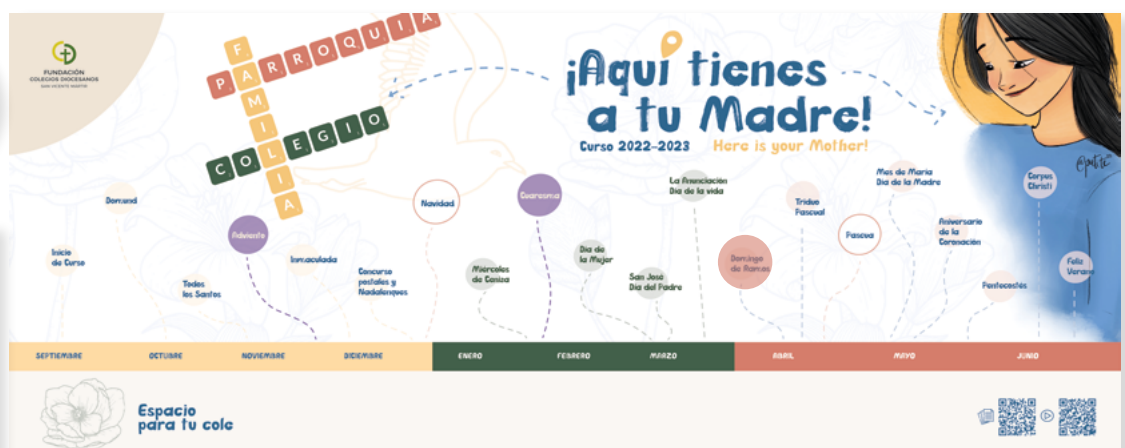 FUNDACIÓN
COLEGIOS DIOCESANOS
SAN VICENTE MÁRTIR
PARROQUIA
FAMILIA
COLEGIO
¡Aquí tienes
a tu Madre!
Curso 2022-2023 Here is your Mother!
Inicio
de Curso
Domund
Todos
los Santos
Adviento
Inmaculada
Concurso
postales y
Nadalenques
Navidad
Miércoles
de Ceniza
Cuaresma
Día de
la Mujer
San José
Día del Padre
La Anunciación
Día de la vida
Domingo
de Ramos
Triduo
Pascual
Pascua
Mes de María
Día de la Madre
Aniversario
de la
Coronación
Pentecostés
Corpus
Christi
Feliz
Verano
SEPTIEMBRE OCTUBRE NOVIEMBRE DICIEMBRE ENERO FEBRERO MARZO ABRIL MAYO JUNIO
Espacio
para tu cole